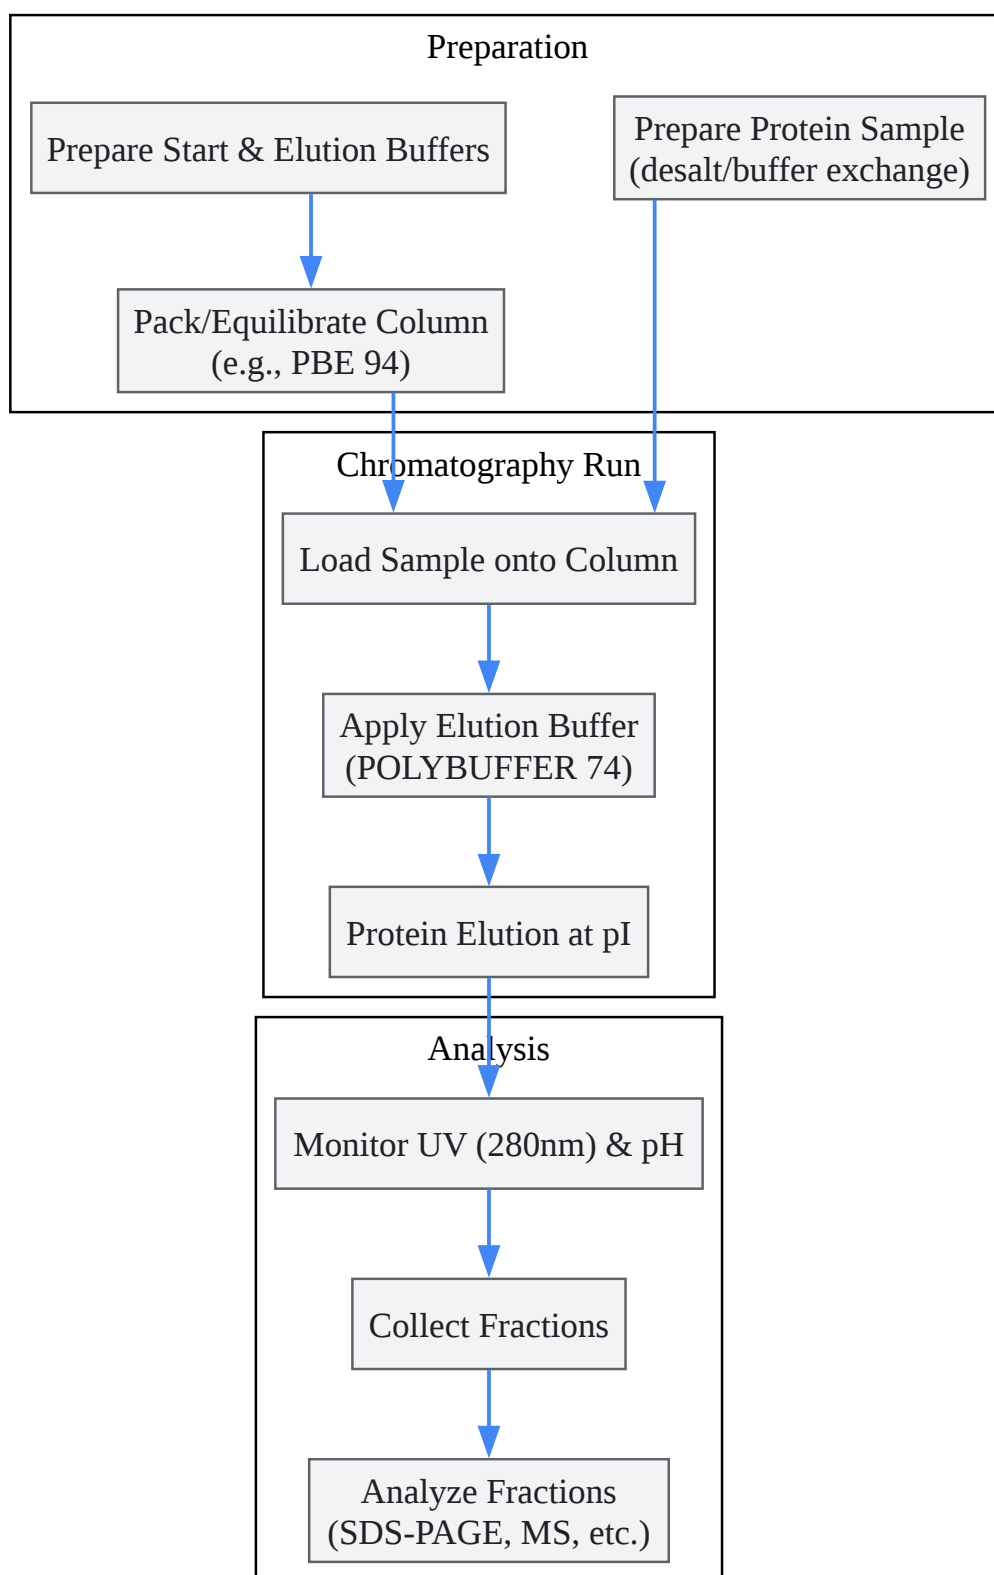 Preparation
Prepare Start & Elution Buffers
Prepare Protein Sample
(desalt/buffer exchange)
Pack/Equilibrate Column
(e.g., PBE 94)
Chromatography Run
Load Sample onto Column
Apply Elution Buffer
(POLYBUFFER 74)
Protein Elution at pI
Analysis
Monitor UV (280nm) & pH
Collect Fractions
Analyze Fractions
(SDS-PAGE, MS, etc.)